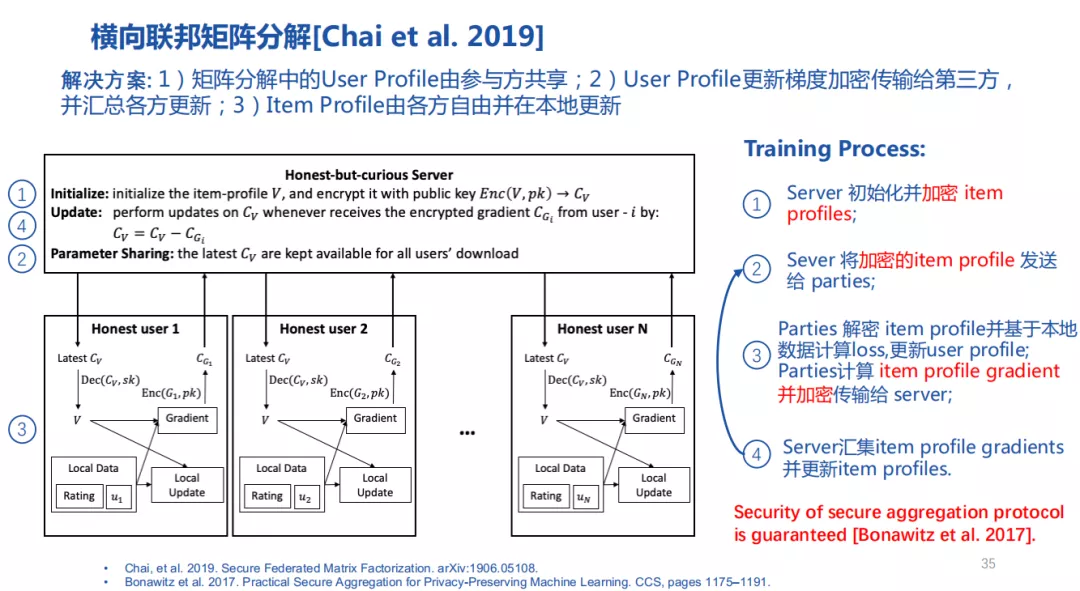 横向联邦矩阵分解[Chai et al. 2019]
解决方案: 1）矩阵分解中的User Profile由参与方共享；2）User Profile更新梯度加密传输给第三方，
并汇总各方更新；3）Item Profile由各方自由并在本地更新
Honest-but-curious Server
① Initialize: initialize the item-profile V, and encrypt it with public key Enc(V, pk) → C_V
④ Update: perform updates on C_V whenever receives the encrypted gradient C_{G_i} from user - i by:
C_V = C_V − C_{G_i}
② Parameter Sharing: the latest C_V are kept available for all users' download
③
Honest user 1
Latest C_V
C_{G_1}
Dec(C_V, sk)
Enc(G_1, pk)
V
Gradient
Local Data
Rating
u_1
Local
Update
Honest user 2
Latest C_V
C_{G_2}
Dec(C_V, sk)
Enc(G_2, pk)
V
Gradient
Local Data
Rating
u_2
Local
Update
...
Honest user N
Latest C_V
C_{G_N}
Dec(C_V, sk)
Enc(G_N, pk)
V
Gradient
Local Data
Rating
u_N
Local
Update
Training Process:
① Server 初始化并加密 item
profiles;
② Sever 将加密的item profile 发送
给 parties;
③ Parties 解密 item profile并基于本地
数据计算loss,更新user profile;
Parties计算 item profile gradient
并加密传输给 server;
④ Server汇集item profile gradients
并更新item profiles.
Security of secure aggregation protocol
is guaranteed [Bonawitz et al. 2017].
• Chai, et al. 2019. Secure Federated Matrix Factorization. arXiv:1906.05108.
• Bonawitz et al. 2017. Practical Secure Aggregation for Privacy-Preserving Machine Learning. CCS, pages 1175–1191.
35